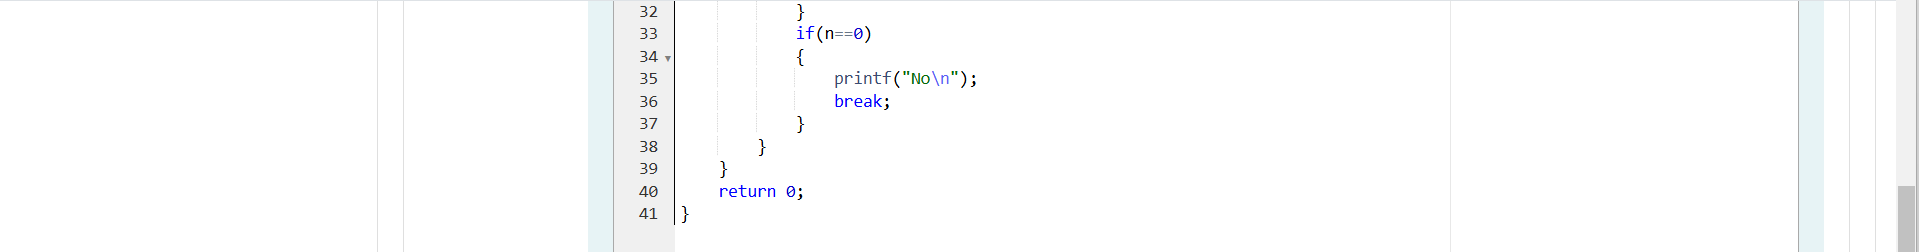 32 }
33 if(n==0)
34 {
35 printf("No\n");
36 break;
37 }
38 }
39 }
40 return 0;
41 }